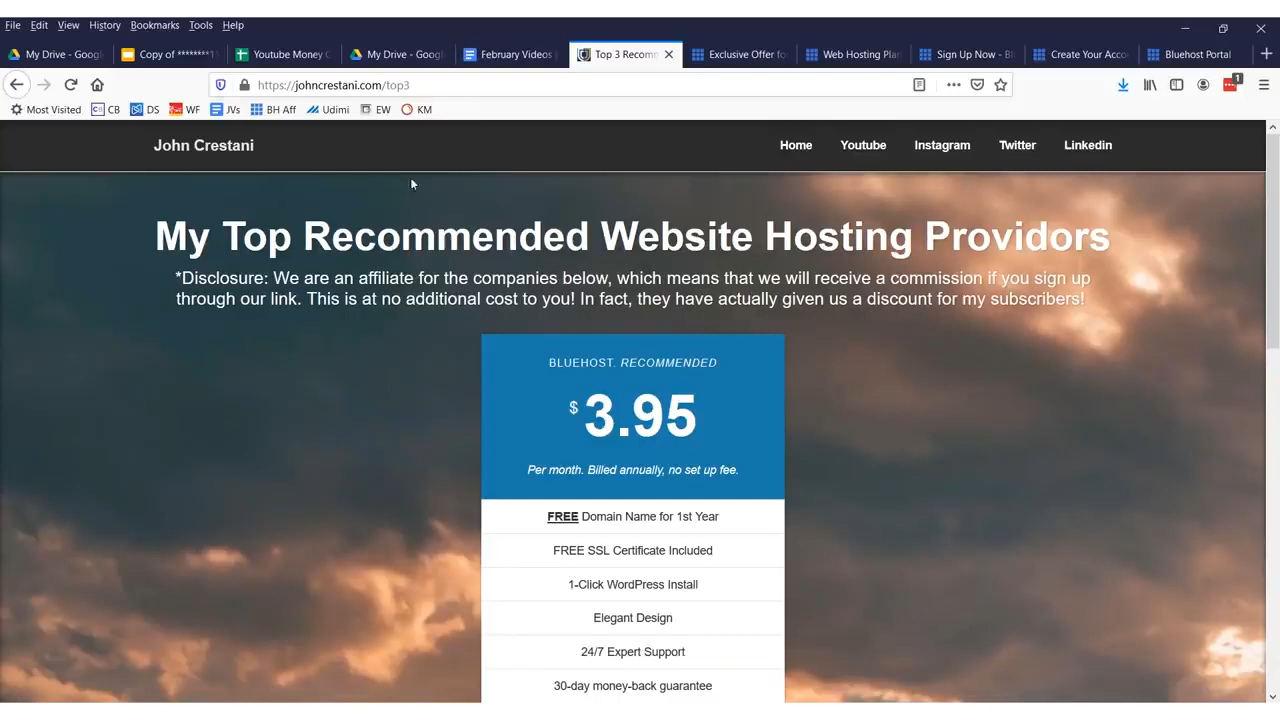 File Edit View History Bookmarks Tools Help
My Drive - Googl
Copy of *******1
Youtube Money C
My Drive - Googl
February Videos
Top 3 Recomm
Exclusive Offer fo
Web Hosting Plan
Sign Up Now - Bl
Create Your Acco
Bluehost Portal
https://johncrestani.com/top3
1
Most Visited CB DS WF JVs BH Aff Udimi EW KM
John Crestani
Home Youtube Instagram Twitter Linkedin
My Top Recommended Website Hosting Providors
*Disclosure: We are an affiliate for the companies below, which means that we will receive a commission if you sign up
through our link. This is at no additional cost to you! In fact, they have actually given us a discount for my subscribers!
BLUEHOST. RECOMMENDED
$ 3.95
Per month. Billed annually, no set up fee.
FREE Domain Name for 1st Year
FREE SSL Certificate Included
1-Click WordPress Install
Elegant Design
24/7 Expert Support
30-day money-back guarantee